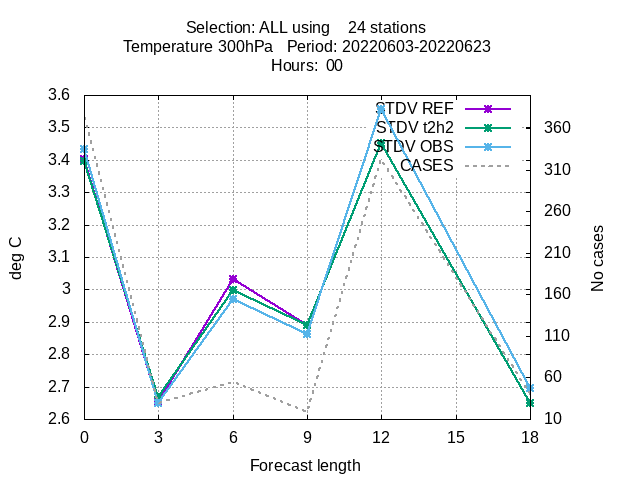 Selection: ALL using 24 stations
Temperature 300hPa Period: 20220603-20220623
Hours: 00
3.6
3.5
3.4
3.3
3.2
3.1
3
2.9
2.8
2.7
2.6
deg C
STDV REF
STDV t2h2
STDV OBS
CASES
360
310
260
210
160
110
60
10
No cases
0 3 6 9 12 15 18
Forecast length